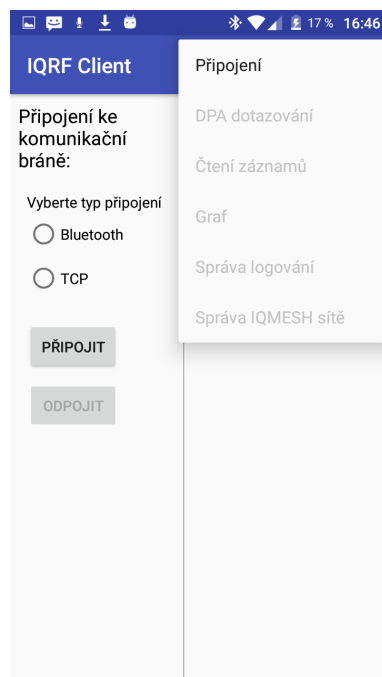 17 % 16:46
IQRF Client
Připojení
DPA dotazování
Čtení záznamů
Graf
Správa logování
Správa IQMESH sítě
Připojení ke
komunikační
bráně:
Vyberte typ připojení
Bluetooth
TCP
PŘIPOJIT
ODPOJIT